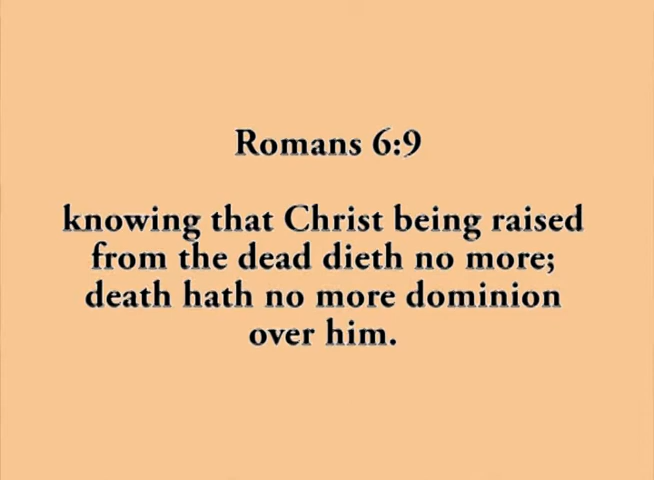 Romans 6:9
knowing that Christ being raised
from the dead dieth no more;
death hath no more dominion
over him.